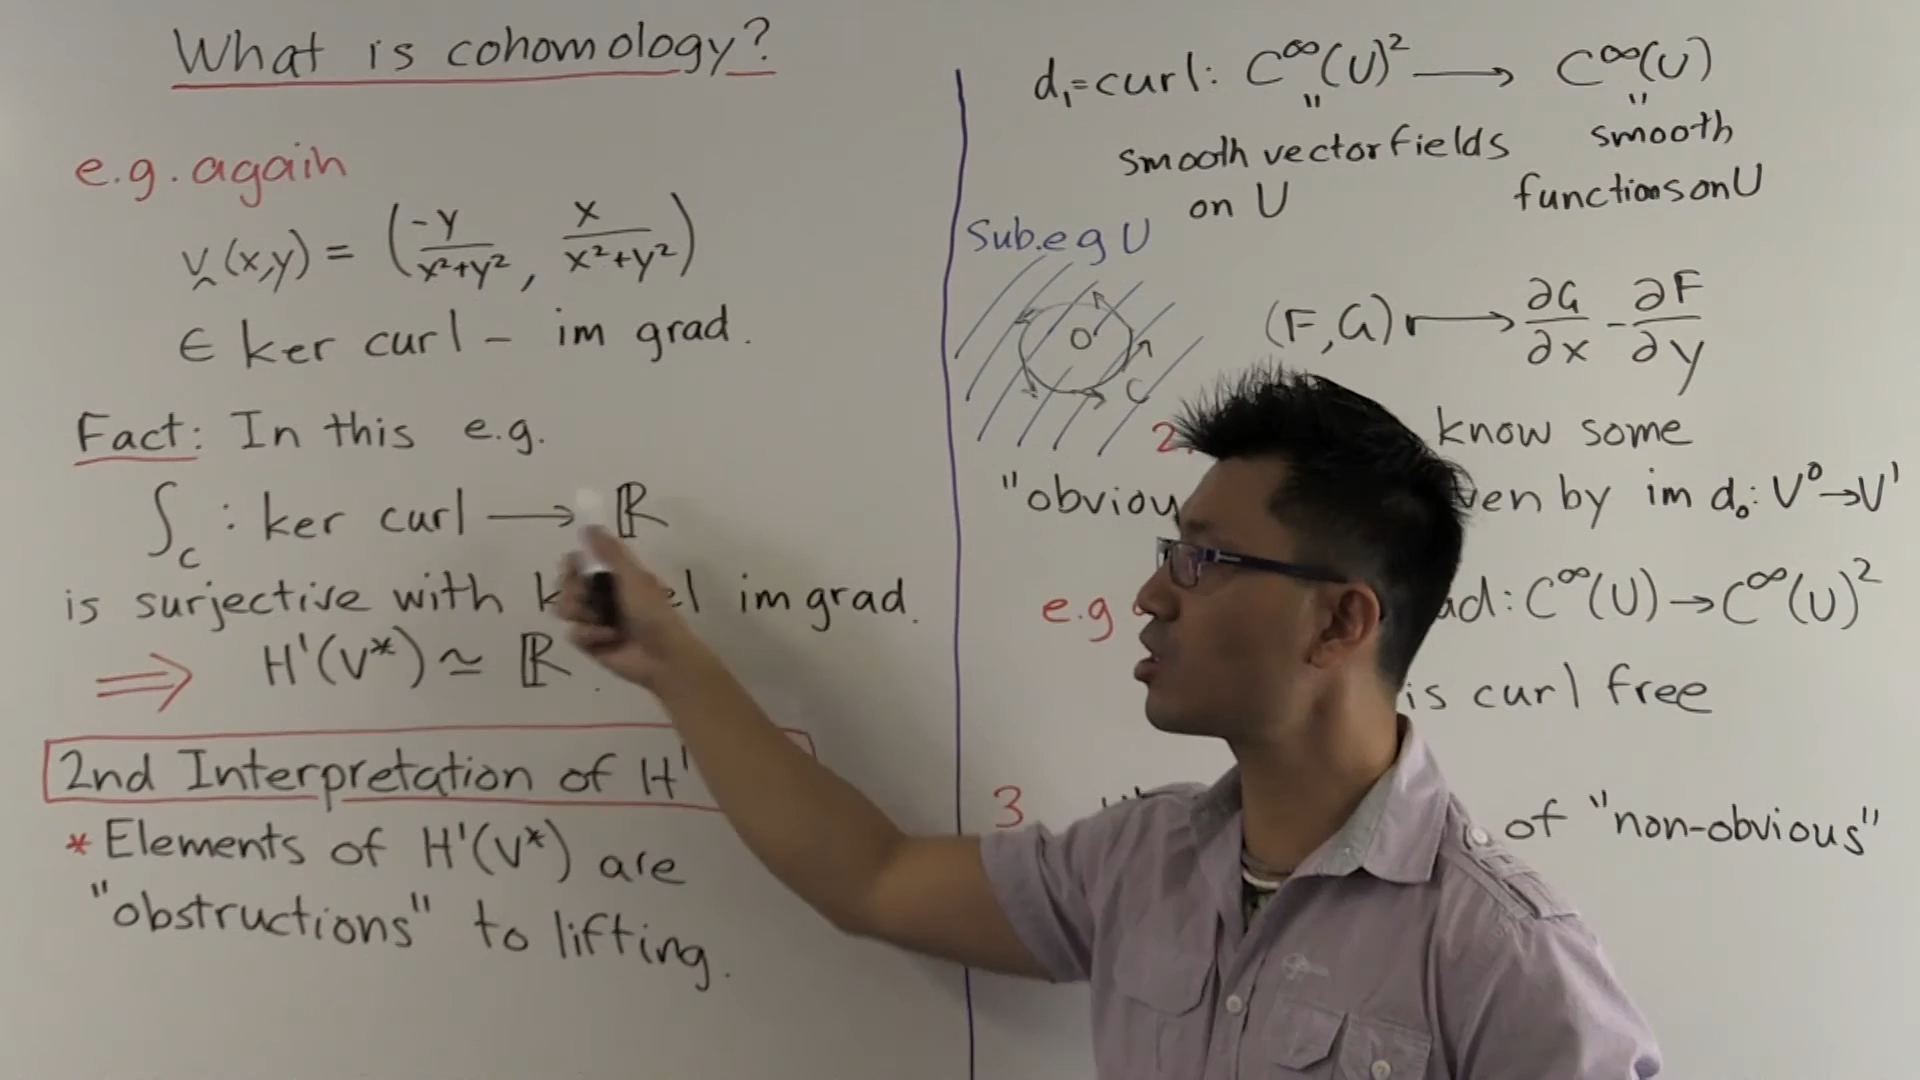 What is cohomology?
e.g. again
v(x,y) = (-y/(x²+y²), x/(x²+y²))
∈ ker curl – im grad.
Fact: In this e.g.
∫_C : ker curl ⟶ ℝ
is surjective with im grad.
⟹ H¹(V*) ≃ ℝ.
2nd Interpretation of H¹
* Elements of H¹(V*) are
"obstructions" to lifting.
d₁=curl: C^∞(U)² ⟶ C^∞(U)
" "
smooth vector fields smooth
on U functions on U
Sub.e.g U
O
C
(F,G) ⟼ ∂G/∂x - ∂F/∂y
2. know some
by im d₀: V⁰→V¹
e.g : C^∞(U)→C^∞(U)²
is curl free
3 of "non-obvious"